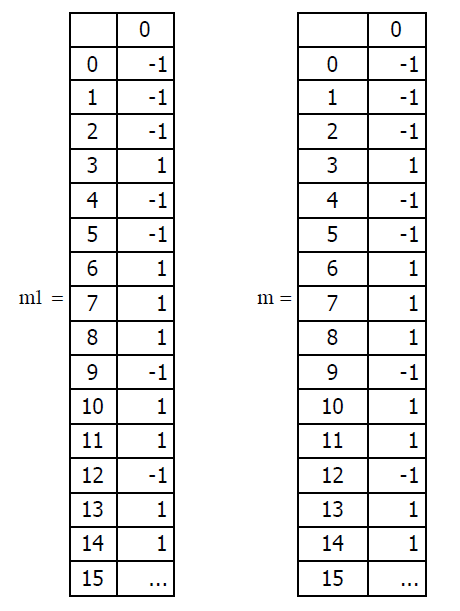 0 0
0 -1 0 -1
1 -1 1 -1
2 -1 2 -1
3 1 3 1
4 -1 4 -1
5 -1 5 -1
6 1 6 1
m1 = 7 1 m = 7 1
8 1 8 1
9 -1 9 -1
10 1 10 1
11 1 11 1
12 -1 12 -1
13 1 13 1
14 1 14 1
15 ... 15 ...